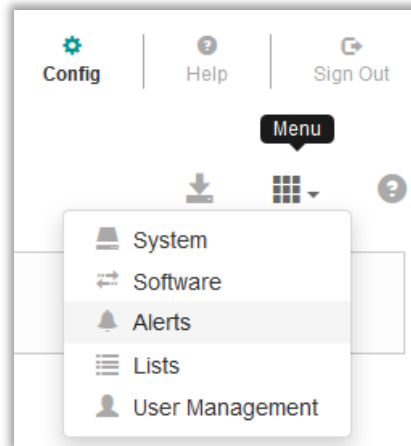 Config
Help
Sign Out
Menu
System
Software
Alerts
Lists
User Management